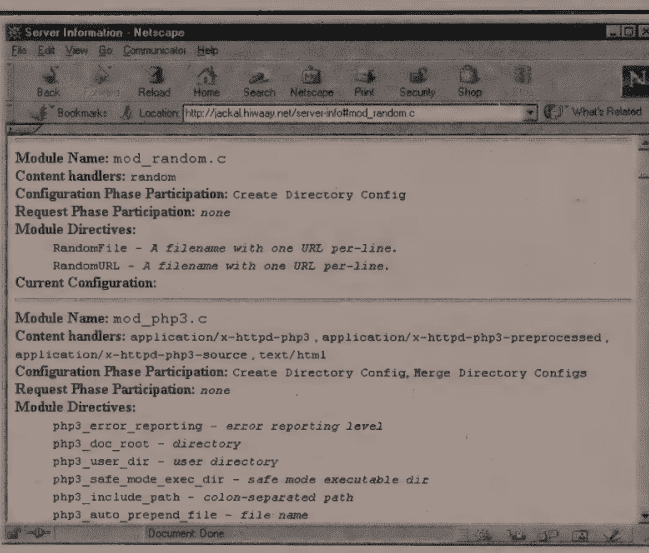 Server Information - Netscape
File Edit View Go Communicator Help
Back Forward Reload Home Search Netscape Print Security Shop Stop
Bookmarks Location: http://jackal.hiwaay.net/server-info#mod_random.c What's Related
Module Name: mod_random.c
Content handlers: random
Configuration Phase Participation: Create Directory Config
Request Phase Participation: none
Module Directives:
RandomFile - A filename with one URL per-line.
RandomURL - A filename with one URL per-line.
Current Configuration:
Module Name: mod_php3.c
Content handlers: application/x-httpd-php3 , application/x-httpd-php3-preprocessed ,
application/x-httpd-php3-source , text/html
Configuration Phase Participation: Create Directory Config, Merge Directory Configs
Request Phase Participation: none
Module Directives:
php3_error_reporting - error reporting level
php3_doc_root - directory
php3_user_dir - user directory
php3_safe_mode_exec_dir - safe mode executable dir
php3_include_path - colon-separated path
php3_auto_prepend_file - file name
Document: Done